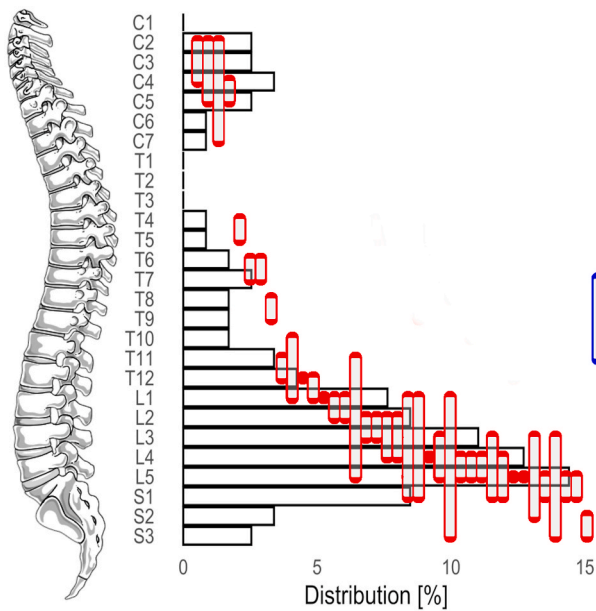 C1
C2
C3
C4
C5
C6
C7
T1
T2
T3
T4
T5
T6
T7
T8
T9
T10
T11
T12
L1
L2
L3
L4
L5
S1
S2
S3
0 5 10 15
Distribution [%]